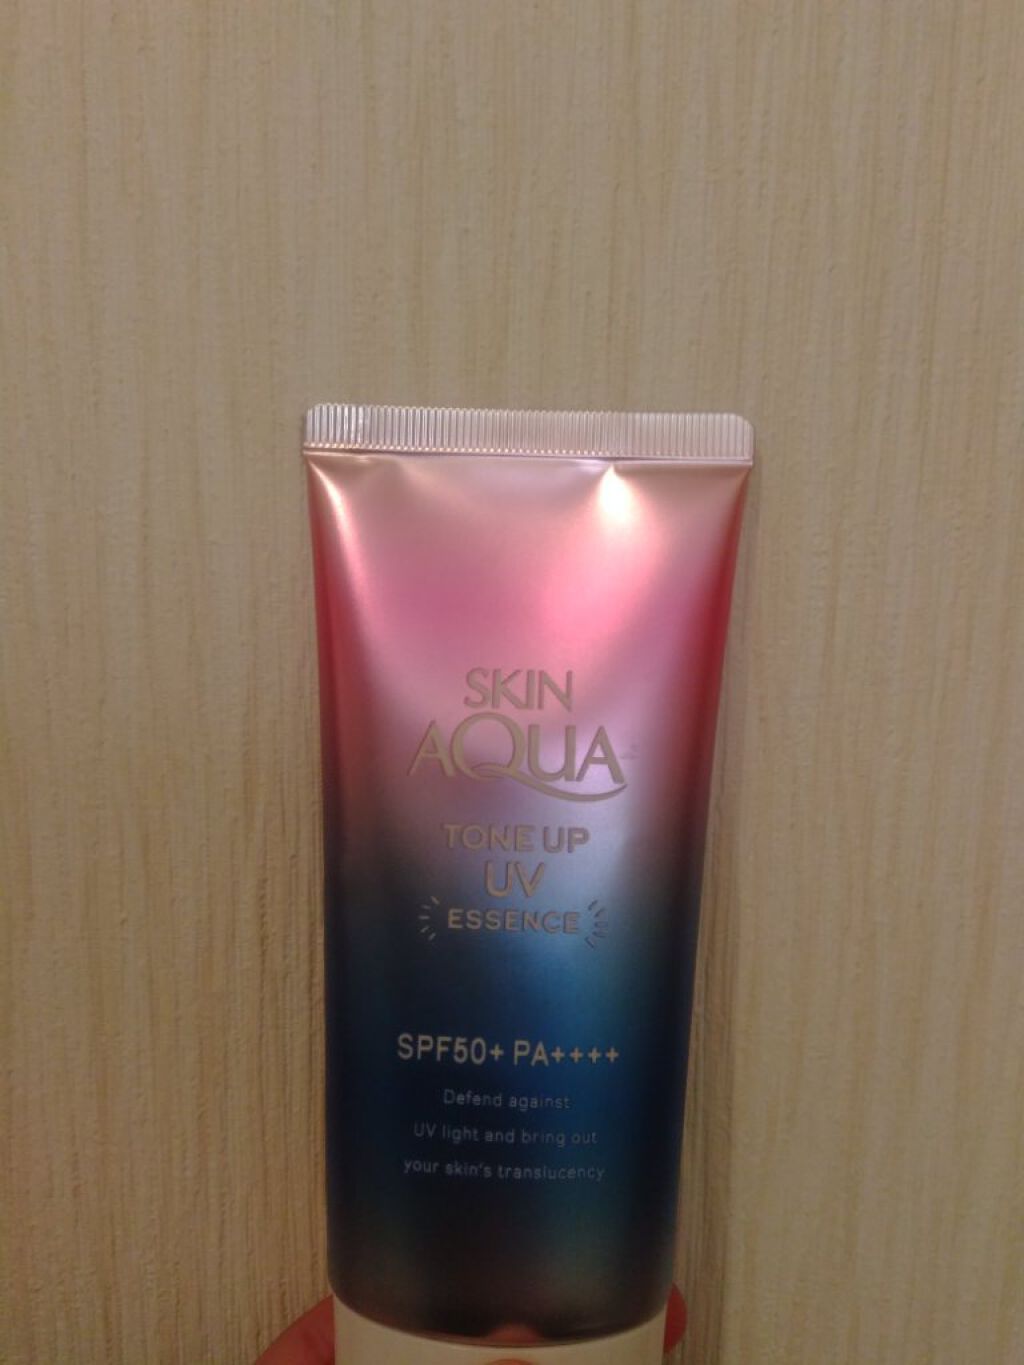 SKIN
AQUA
TONE UP
UV
ESSENCE
SPF50+ PA++++
Defend against
UV light and bring out
your skin's translucency